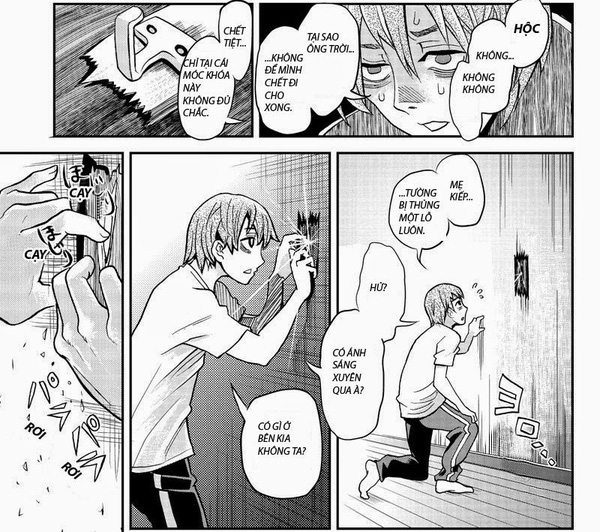 HỘC
KHÔNG...
KHÔNG
KHÔNG
TẠI SAO
ÔNG TRỜI...
...KHÔNG
ĐỂ MÌNH
CHẾT ĐI
CHO
XONG.
CHẾT
TIỆT...
CHỈ TẠI CÁI
MÓC KHÓA
NÀY
KHÔNG ĐỦ
CHẮC.
MẸ
KIẾP...
...TƯỜNG
BỊ THỦNG
MỘT LỖ
LUÔN.
HỬ?
CÓ ÁNH
SÁNG
XUYÊN
QUA À?
CÓ GÌ Ở
BÊN KIA
KHÔNG TA?
CẠY
CẠY
RƠI
RƠI